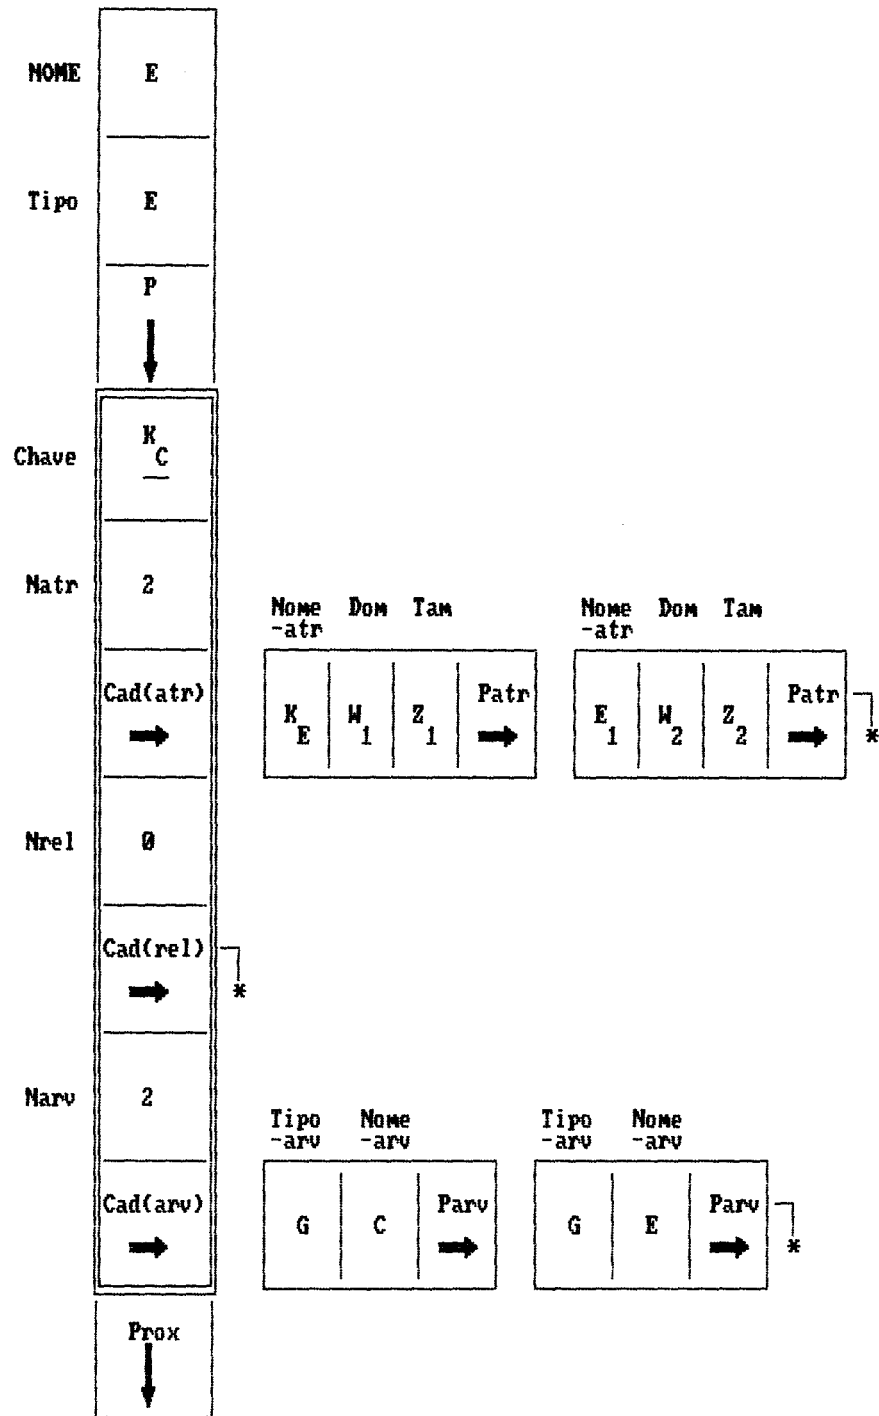 NOME E
Tipo E
P
Chave K C
Natr 2
Nome Dom Tam Nome Dom Tam
-atr -atr
Cad(atr) K E W 1 Z 1 Patr E 1 W 2 Z 2 Patr *
Nrel 0
Cad(rel) *
Narv 2
Tipo Nome Tipo Nome
-arv -arv -arv -arv
Cad(arv) G C Parv G E Parv *
Prox